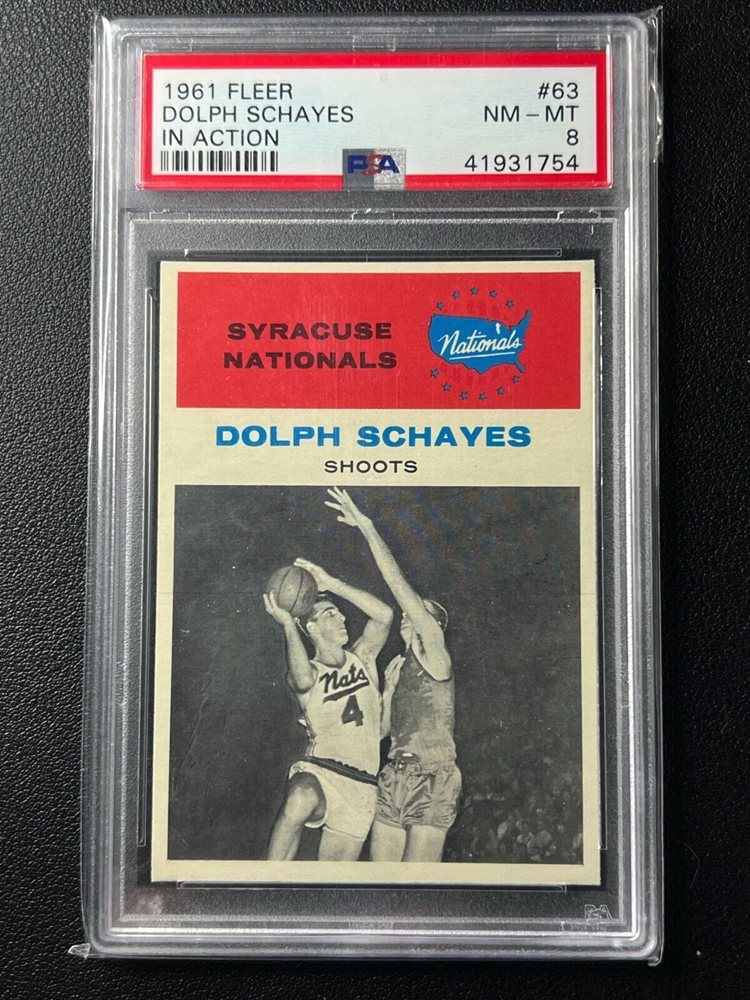 1961 FLEER #63
DOLPH SCHAYES NM - MT
IN ACTION 8
PSA 41931754
SYRACUSE
NATIONALS
Nationals
DOLPH SCHAYES
SHOOTS
Nats
4
PSA